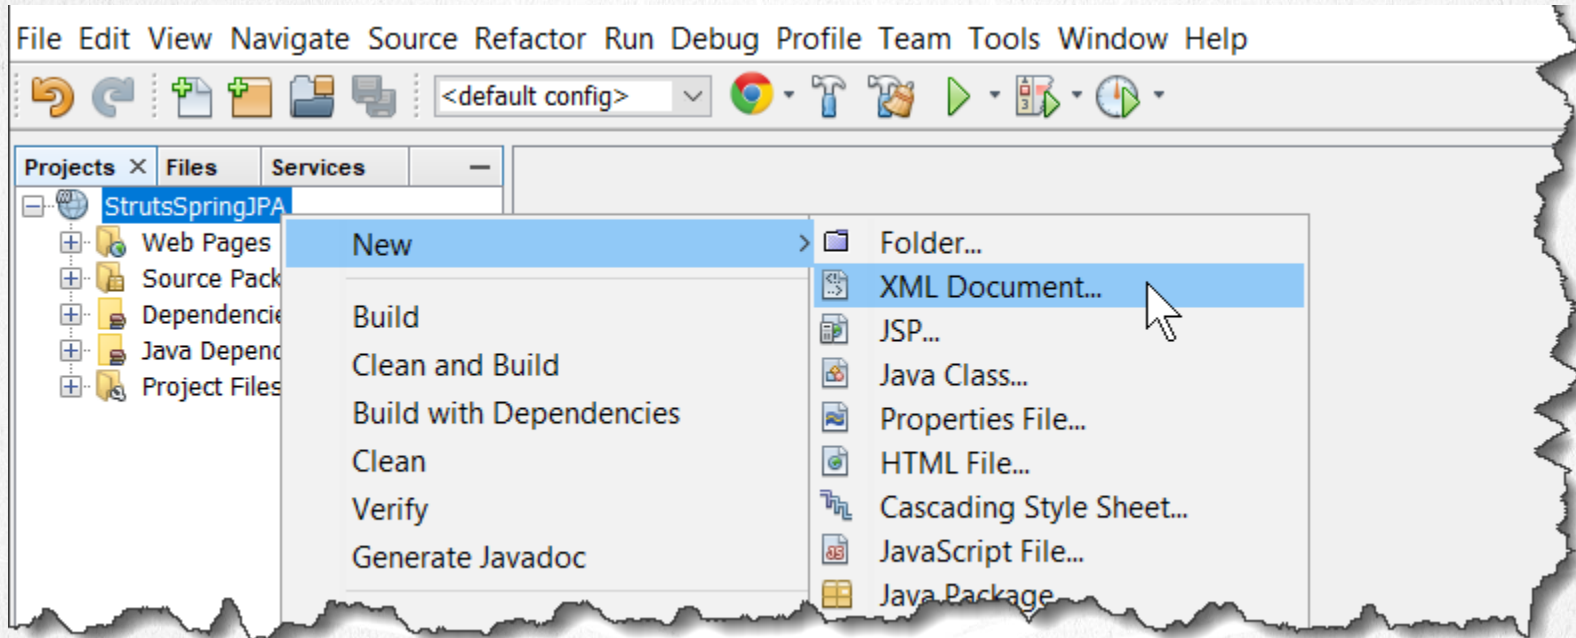 File Edit View Navigate Source Refactor Run Debug Profile Team Tools Window Help
<default config>
Projects Files Services
StrutsSpringJPA
Web Pages
Source Pack
Dependencie
Java Depend
Project Files
New
Build
Clean and Build
Build with Dependencies
Clean
Verify
Generate Javadoc
Folder...
XML Document...
JSP...
Java Class...
Properties File...
HTML File...
Cascading Style Sheet...
JavaScript File...
Java Package